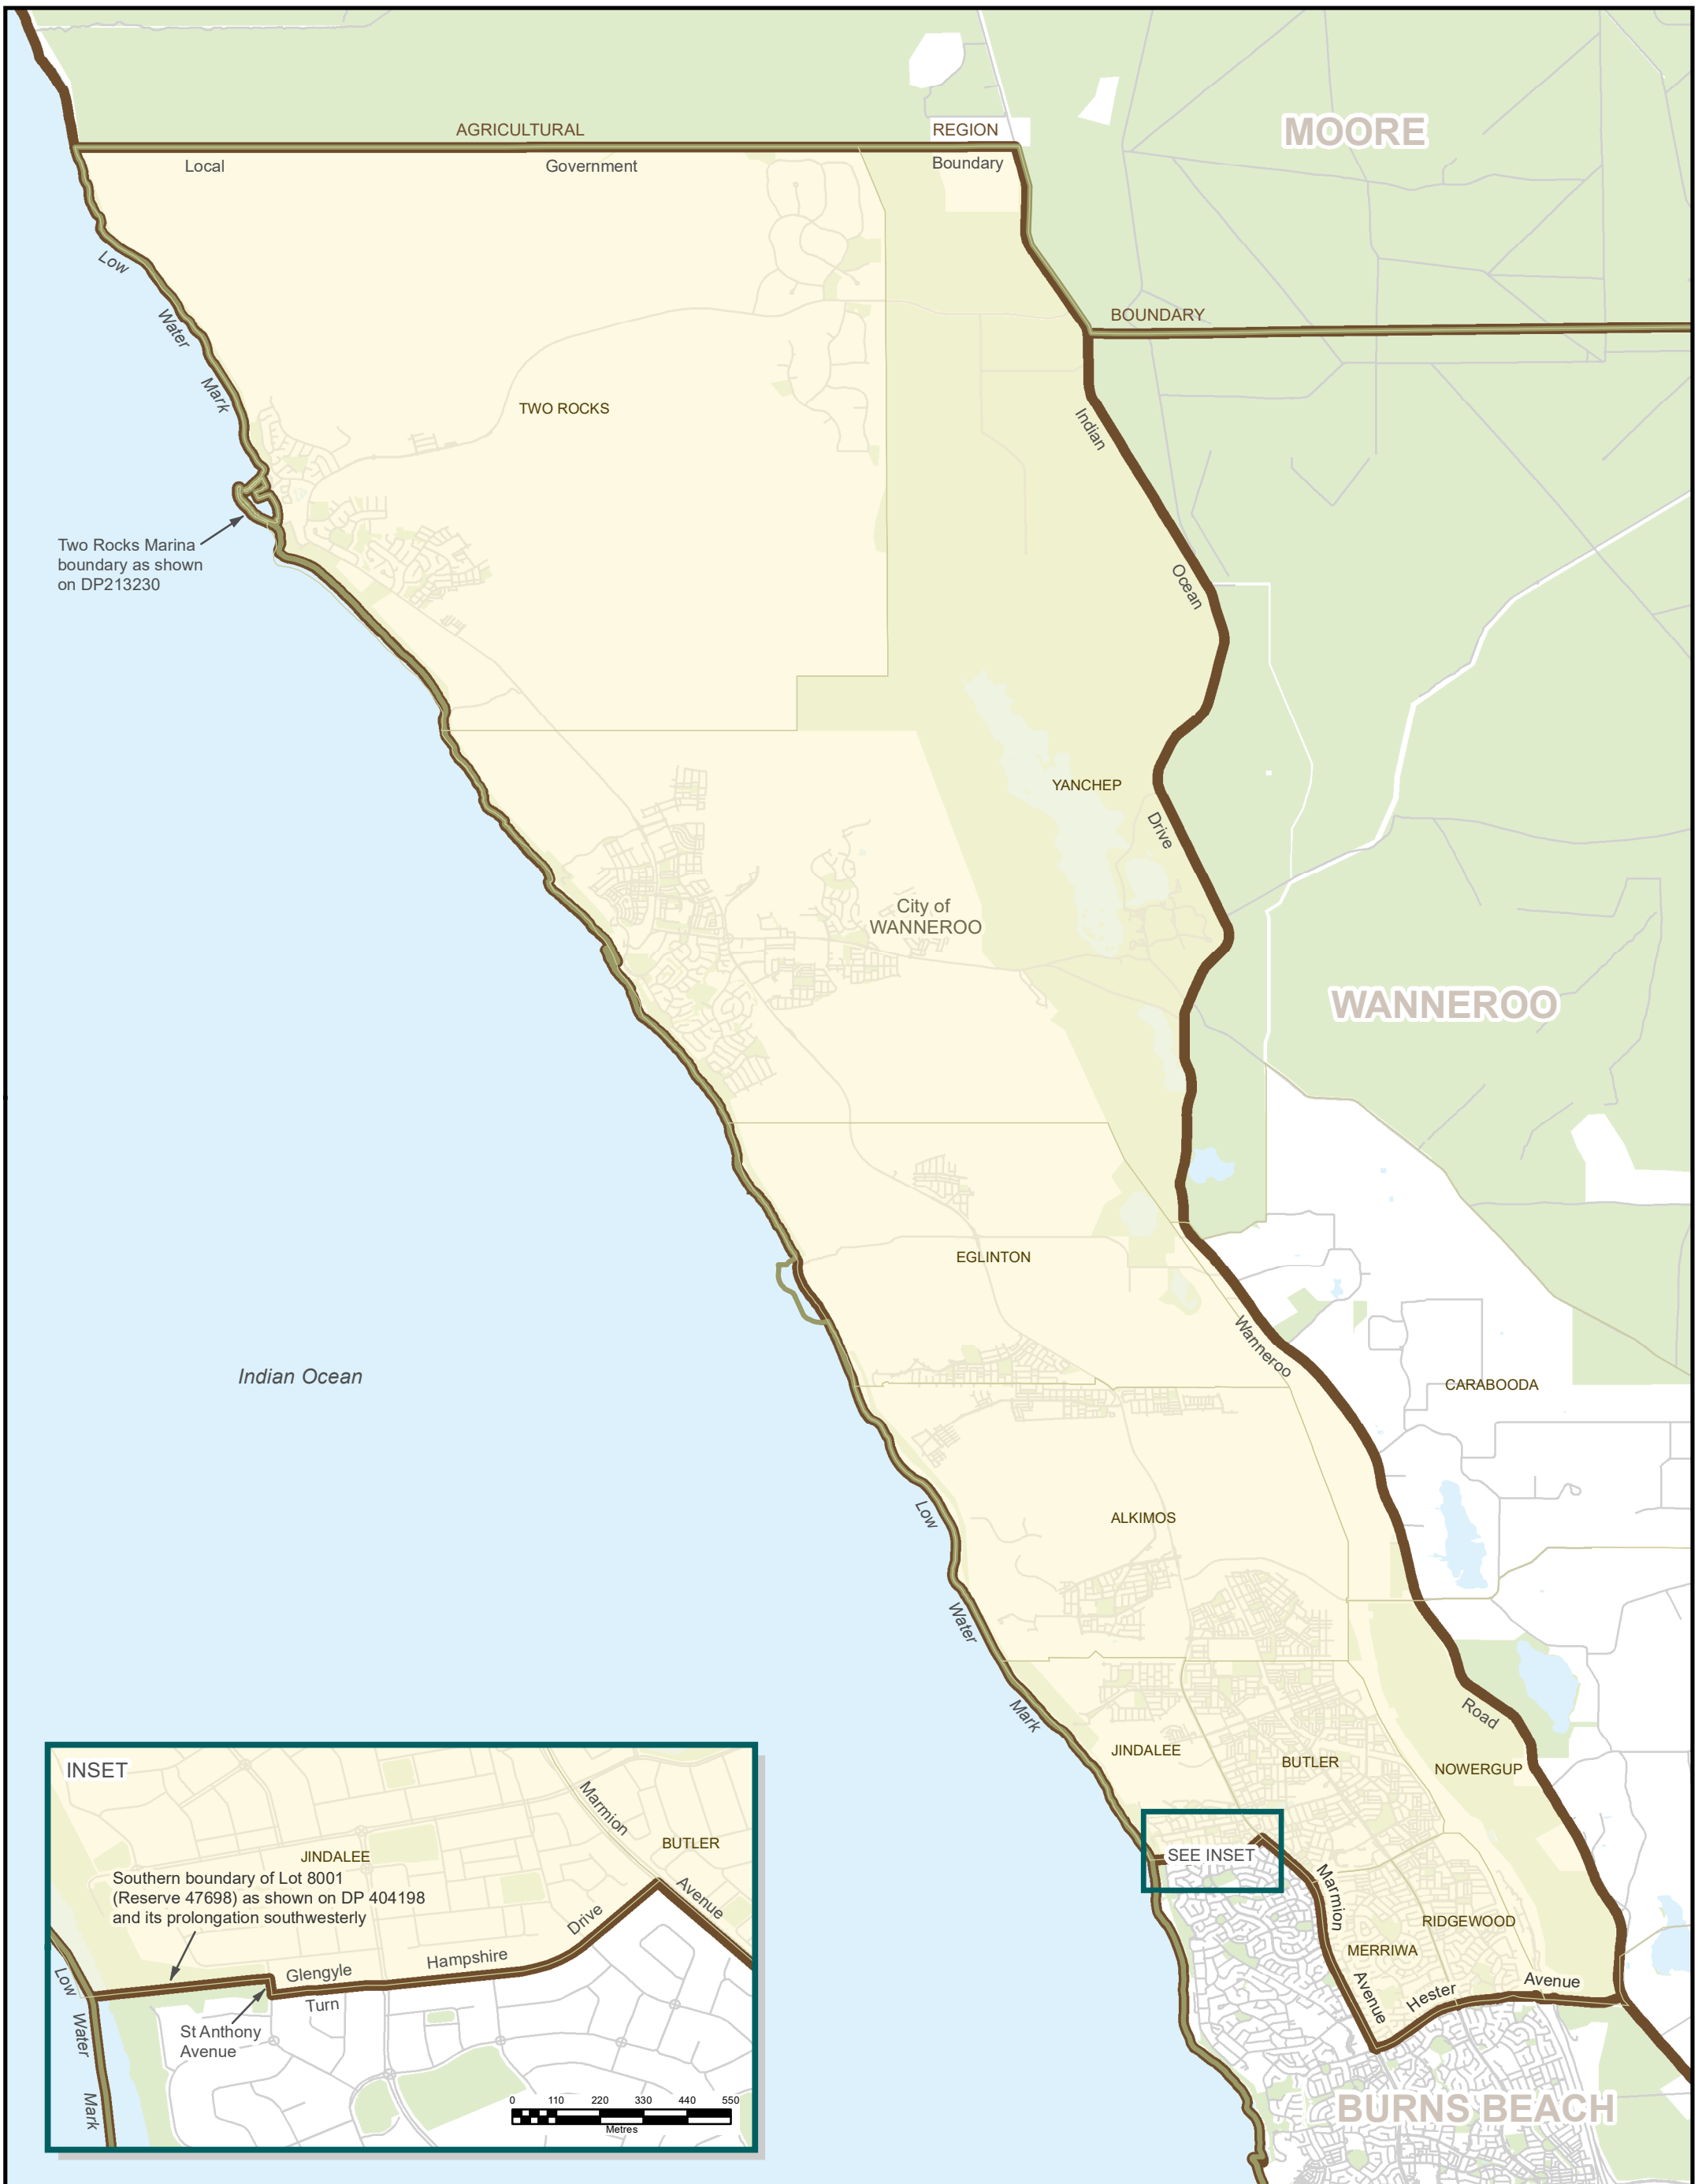 MOORE
AGRICULTURAL
REGION
Local
Government
Boundary
Low
Water
Mark
BOUNDARY
TWO ROCKS
Indian
Two Rocks Marina
boundary as shown
on DP213230
Ocean
YANCHEP
Drive
City of
WANNEROO
WANNEROO
EGLINTON
Wanneroo
Indian Ocean
CARABOODA
Low
ALKIMOS
Water
Mark
Road
JINDALEE
BUTLER
NOWERGUP
SEE INSET
Marmion
RIDGEWOOD
MERRIWA
Avenue
Hester
Avenue
BURNS BEACH
INSET
Marmion
BUTLER
JINDALEE
Southern boundary of Lot 8001
(Reserve 47698) as shown on DP 404198
and its prolongation southwesterly
Avenue
Drive
Hampshire
Glengyle
Turn
Low
Water
Mark
St Anthony
Avenue
0 110 220 330 440 550
Metres